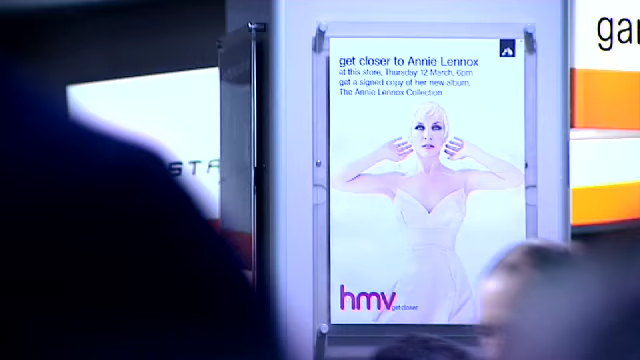 get closer to Annie Lennox
at this store, Thursday 12 March, 6pm
get a signed copy of her new album,
The Annie Lennox Collection
hmv get closer
STA
gar